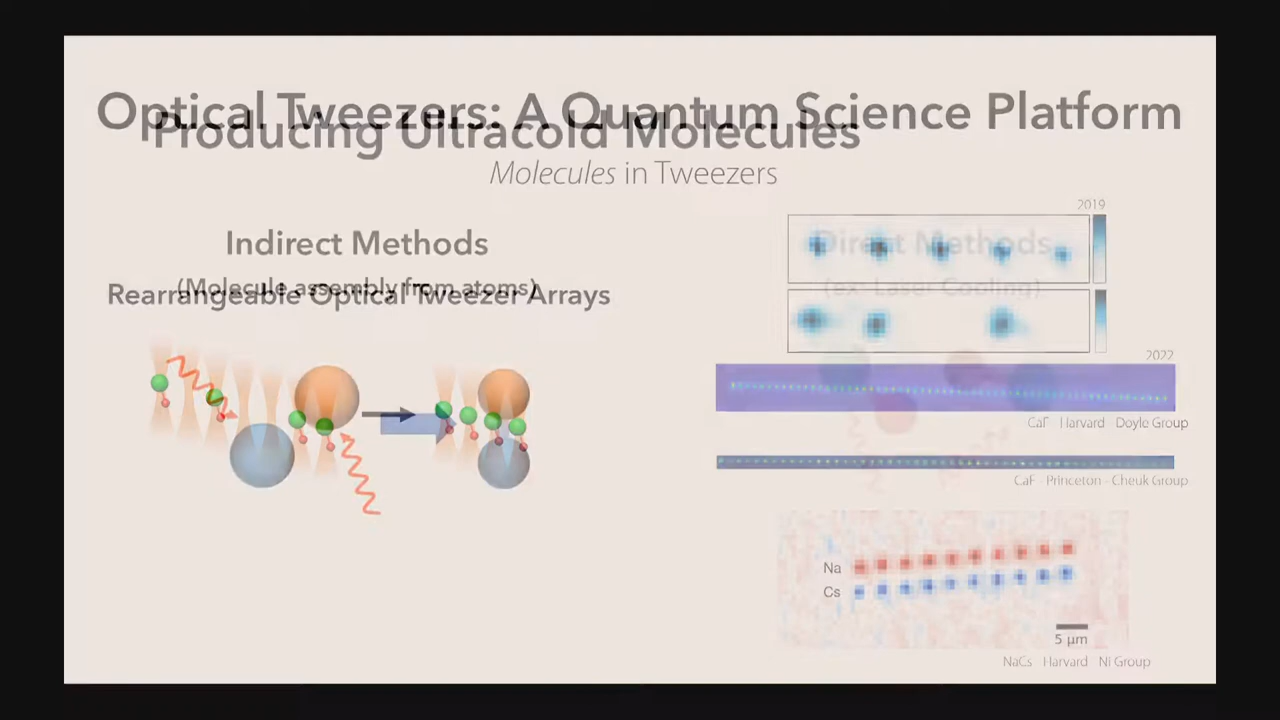 Optical Tweezers: A Quantum Science Platform
Producing Ultracold Molecules
Molecules in Tweezers
2019
Indirect Methods
Direct Methods
(Molecule assembly from atoms)
(ex: Laser Cooling)
Rearrangeable Optical Tweezer Arrays
2022
CaF - Harvard - Doyle Group
CaF - Princeton - Cheuk Group
Na
Cs
5 μm
NaCs Harvard Ni Group